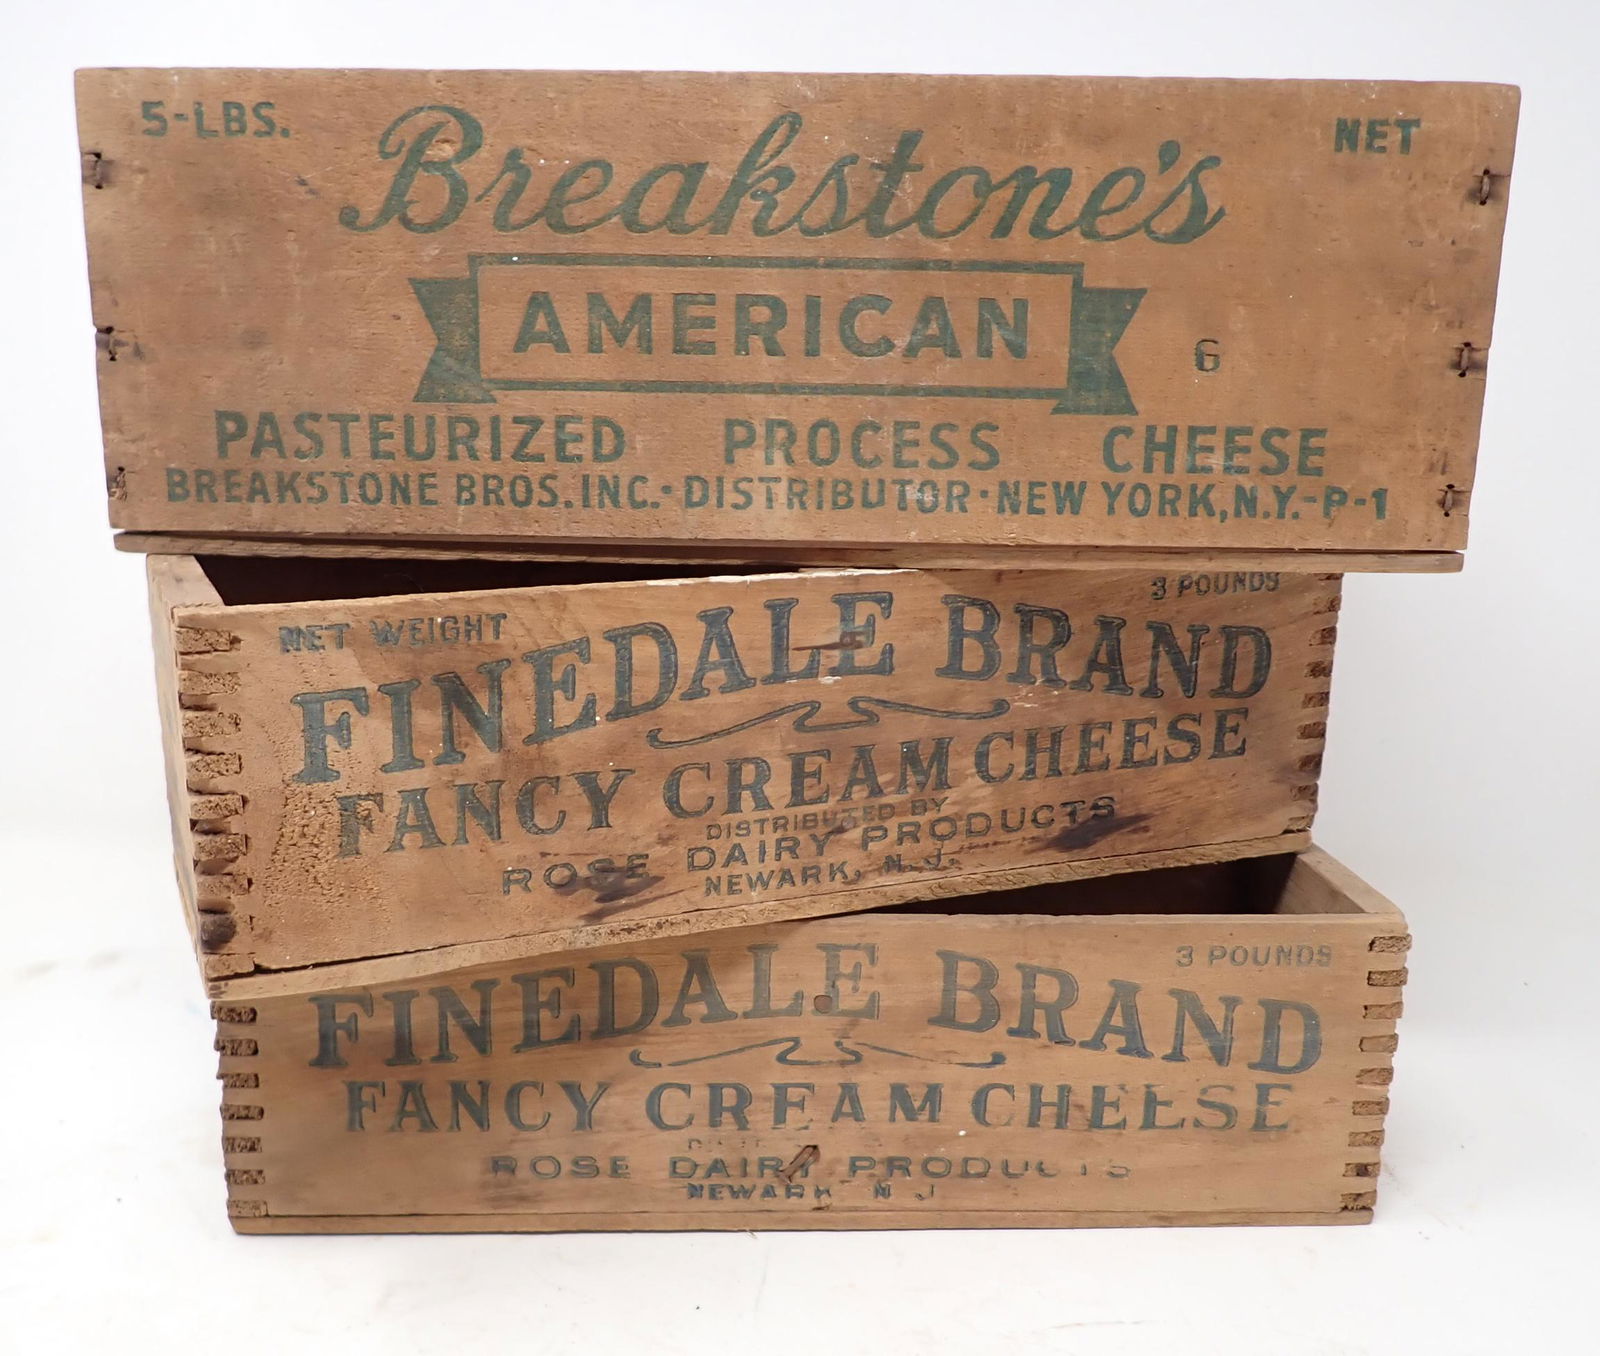 5-LBS. NET
Breakstone's
AMERICAN
G
PASTEURIZED PROCESS CHEESE
BREAKSTONE BROS. INC. · DISTRIBUTOR · NEW YORK, N.Y.-P-1
NET WEIGHT 3 POUNDS
FINEDALE BRAND
FANCY CREAM CHEESE
DISTRIBUTED BY
ROSE DAIRY PRODUCTS
NEWARK, N. J.
3 POUNDS
FINEDALE BRAND
FANCY CREAM CHEESE
ROSE DAIRY PRODUCTS
NEWARK N J